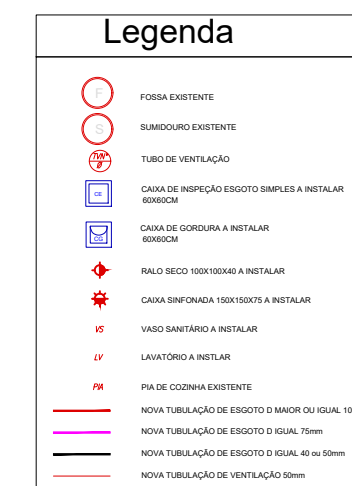 Legenda
F FOSSA EXISTENTE
S SUMIDOURO EXISTENTE
TVN°
Ø
TUBO DE VENTILAÇÃO
CE CAIXA DE INSPEÇÃO ESGOTO SIMPLES A INSTALAR
60X60CM
CG CAIXA DE GORDURA A INSTALAR
60X60CM
RALO SECO 100X100X40 A INSTALAR
CAIXA SINFONADA 150X150X75 A INSTALAR
VS VASO SANITÁRIO A INSTALAR
LV LAVATÓRIO A INSTLAR
PIA PIA DE COZINHA EXISTENTE
NOVA TUBULAÇÃO DE ESGOTO D MAIOR OU IGUAL 10
NOVA TUBULAÇÃO DE ESGOTO D IGUAL 75mm
NOVA TUBULAÇÃO DE ESGOTO D IGUAL 40 ou 50mm
NOVA TUBULAÇÃO DE VENTILAÇÃO 50mm